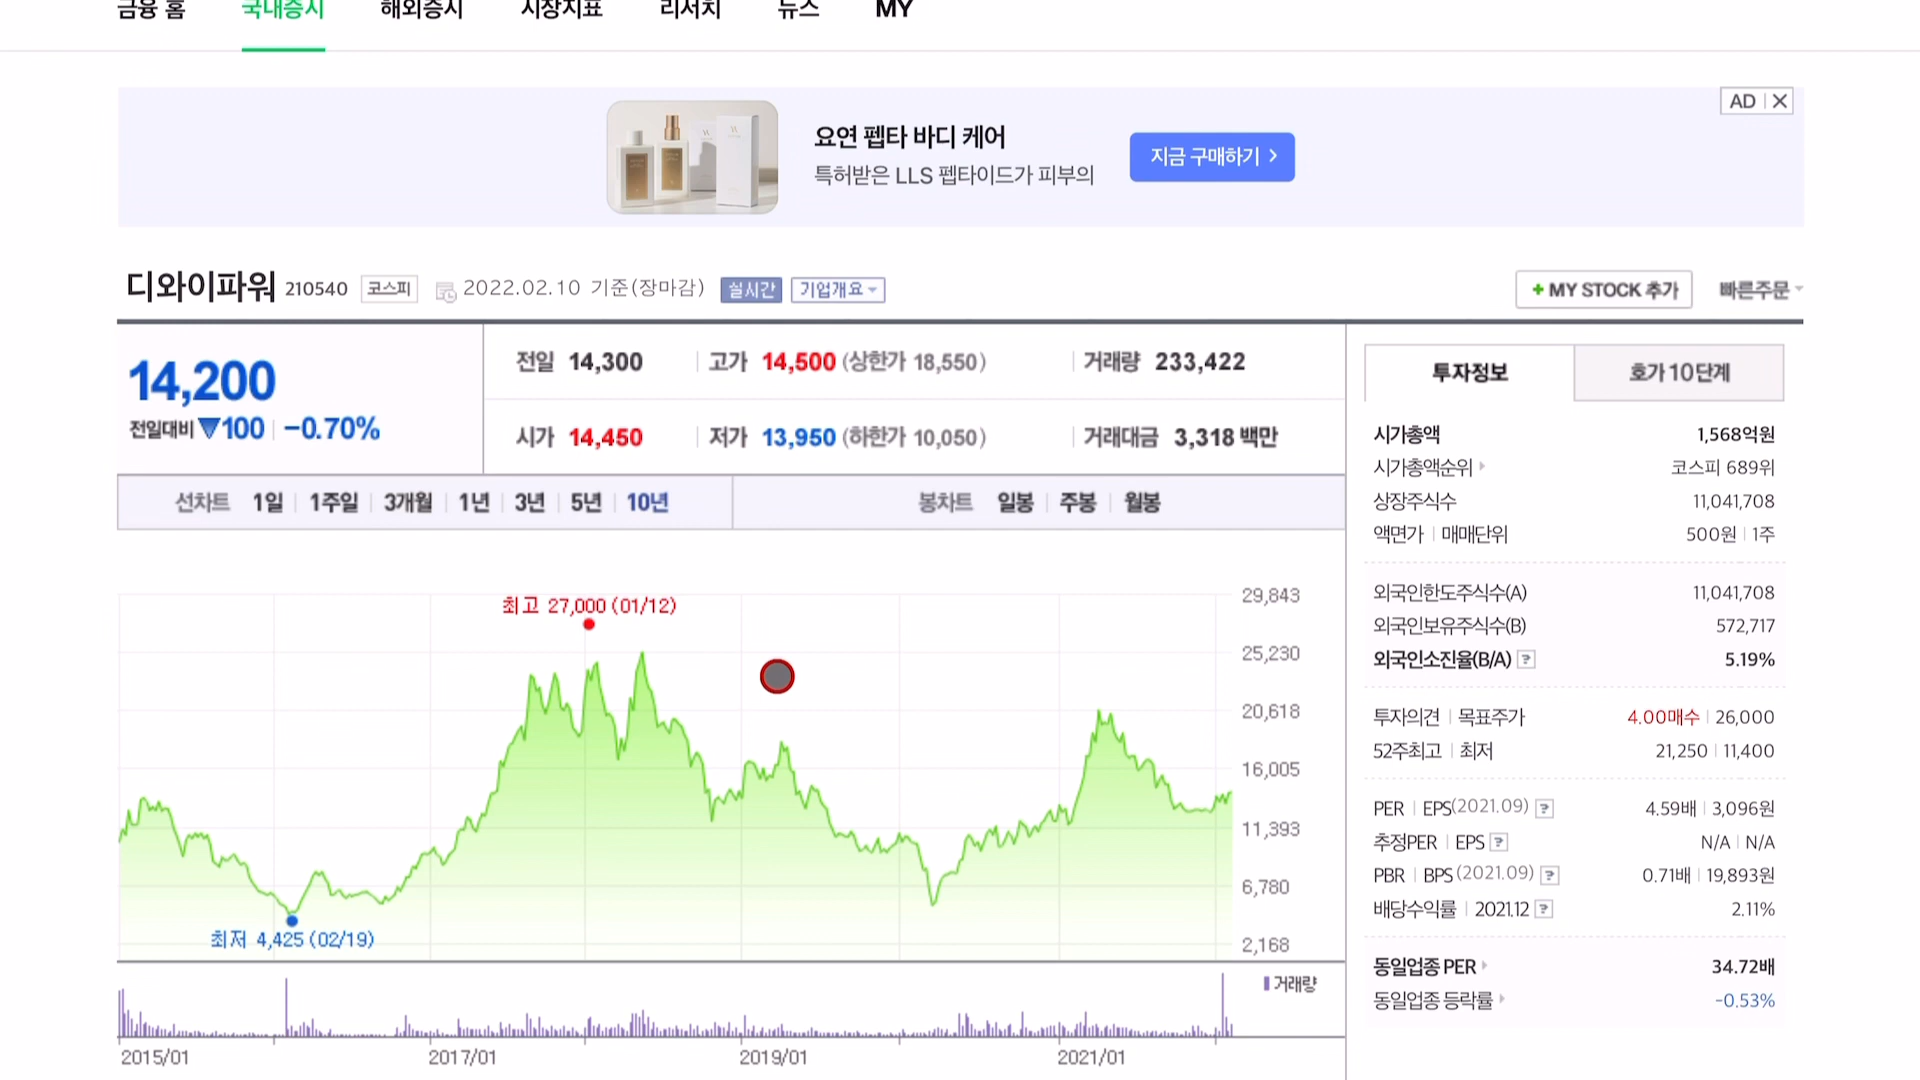 금융 홈 국내증시 해외증시 시장지표 리서치 뉴스 MY
AD
요연 펩타 바디 케어
특허받은 LLS 펩타이드가 피부의
지금 구매하기
디와이파워 210540 코스피 2022.02.10 기준(장마감) 실시간 기업개요
+ MY STOCK 추가 빠른주문
14,200
전일대비 ▼100 -0.70%
전일 14,300 고가 14,500 (상한가 18,550) 거래량 233,422
시가 14,450 저가 13,950 (하한가 10,050) 거래대금 3,318 백만
선차트 1일 1주일 3개월 1년 3년 5년 10년 봉차트 일봉 주봉 월봉
최고 27,000 (01/12)
최저 4,425 (02/19)
29,843
25,230
20,618
16,005
11,393
6,780
2,168
거래량
2015/01 2017/01 2019/01 2021/01
투자정보 호가 10단계
시가총액 1,568억원
시가총액순위 코스피 689위
상장주식수 11,041,708
액면가 매매단위 500원 1주
외국인한도주식수(A) 11,041,708
외국인보유주식수(B) 572,717
외국인소진율(B/A) ? 5.19%
투자의견 목표주가 4.00매수 26,000
52주최고 최저 21,250 11,400
PER EPS(2021.09) ? 4.59배 3,096원
추정PER EPS ? N/A N/A
PBR BPS (2021.09) ? 0.71배 19,893원
배당수익률 2021.12 ? 2.11%
동일업종 PER 34.72배
동일업종 등락률 -0.53%